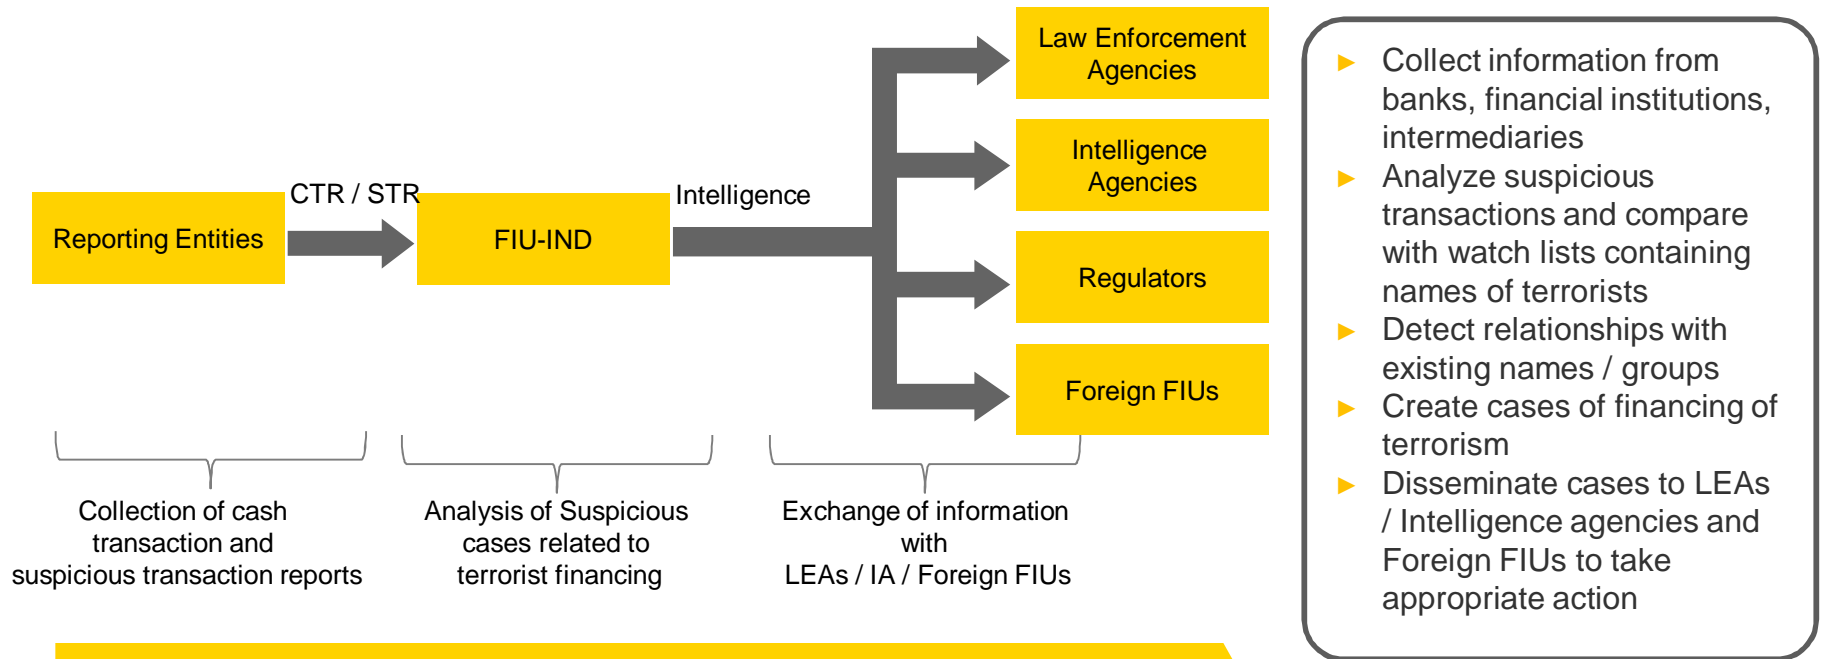 Law Enforcement
Agencies
Intelligence
Agencies
CTR / STR
Intelligence
Reporting Entities
FIU-IND
Regulators
Foreign FIUs
Collection of cash
transaction and
suspicious transaction reports
Analysis of Suspicious
cases related to
terrorist financing
Exchange of information
with
LEAs / IA / Foreign FIUs
► Collect information from
banks, financial institutions,
intermediaries
► Analyze suspicious
transactions and compare
with watch lists containing
names of terrorists
► Detect relationships with
existing names / groups
► Create cases of financing of
terrorism
► Disseminate cases to LEAs
/ Intelligence agencies and
Foreign FIUs to take
appropriate action